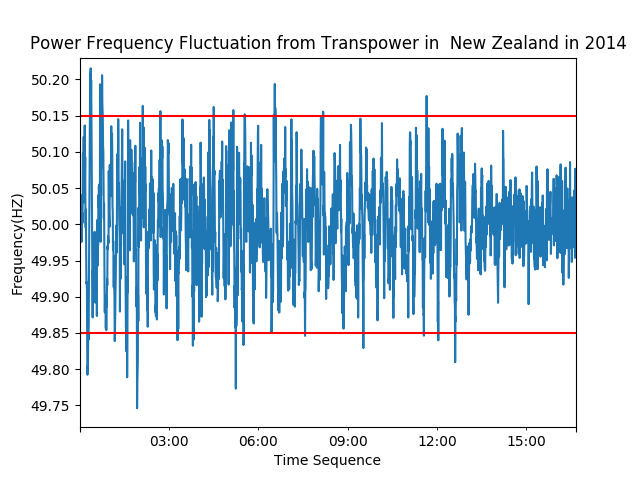 Power Frequency Fluctuation from Transpower in  New Zealand in 2014
50.20
50.15
50.10
50.05
50.00
49.95
49.90
49.85
49.80
49.75
Frequency(HZ)
03:00 06:00 09:00 12:00 15:00
Time Sequence